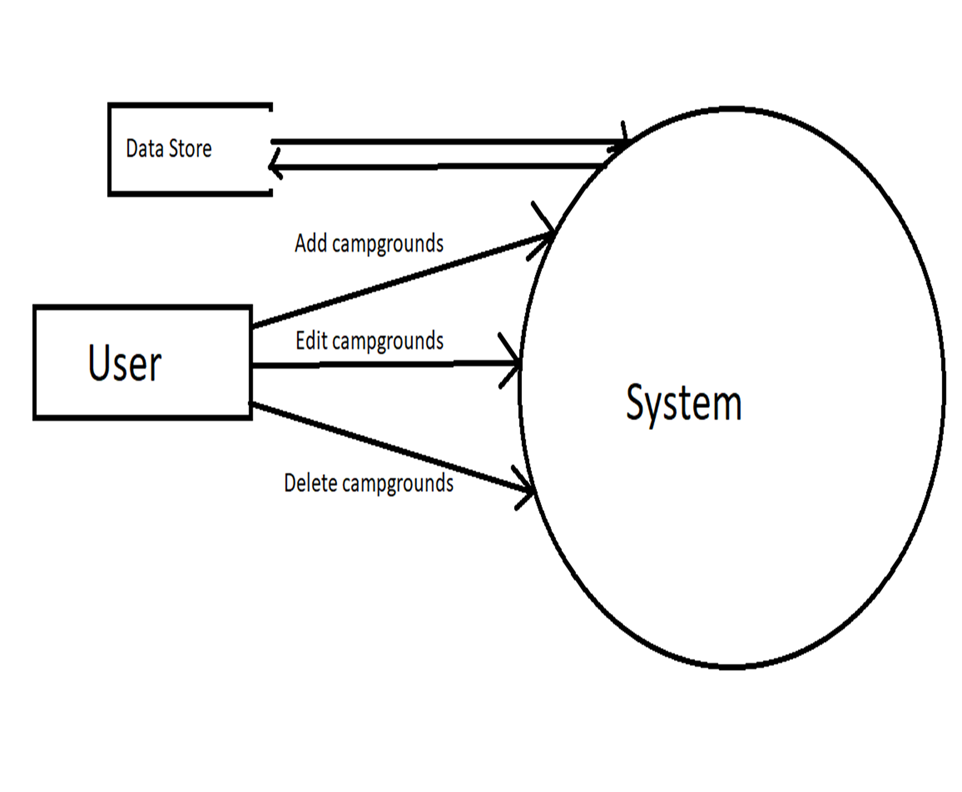 Data Store
Add campgrounds
Edit campgrounds
User
System
Delete campgrounds